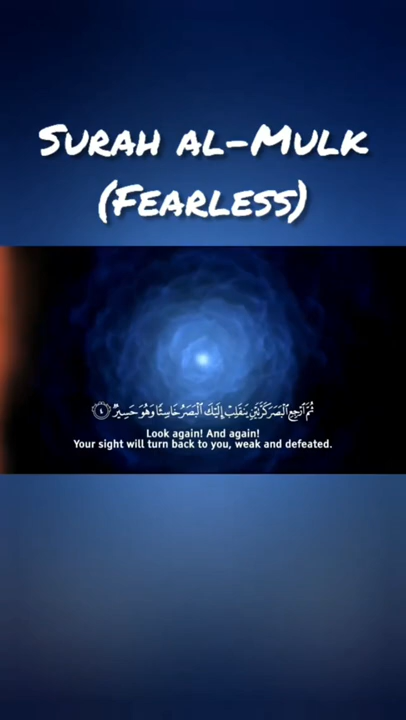 SURAH AL-MULK
(FEARLESS)
ثُمَّ ٱرْجِعِ ٱلْبَصَرَ كَرَّتَيْنِ يَنقَلِبْ إِلَيْكَ ٱلْبَصَرُ خَاسِئًا وَهُوَ حَسِيرٌ ٤
Look again! And again!
Your sight will turn back to you, weak and defeated.